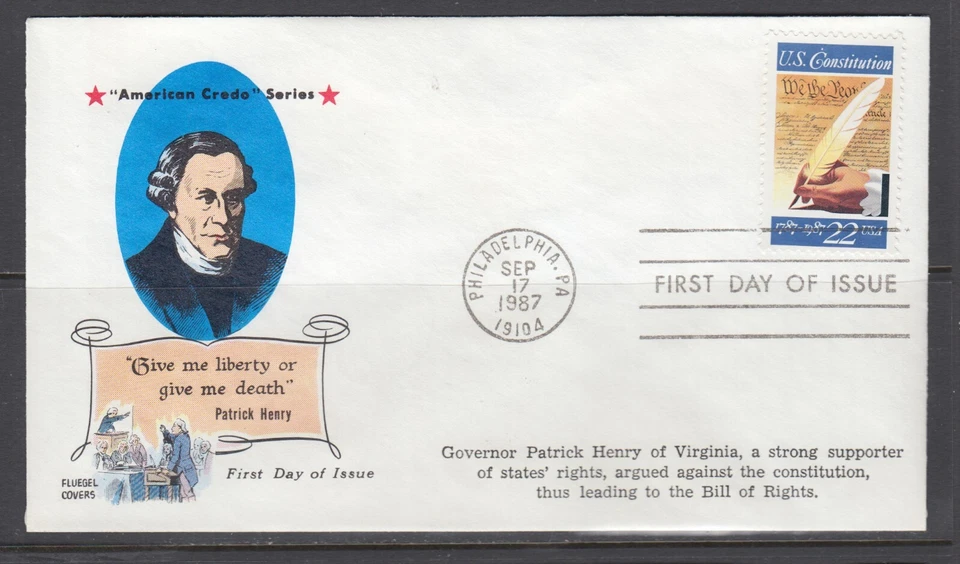 "American Credo" Series
"Give me liberty or
give me death"
Patrick Henry
FLUEGEL
COVERS
First Day of Issue
U.S. Constitution
We the People
1787-1987 22 USA
PHILADELPHIA, PA
SEP
17
1987
19104
FIRST DAY OF ISSUE
Governor Patrick Henry of Virginia, a strong supporter
of states' rights, argued against the constitution,
thus leading to the Bill of Rights.